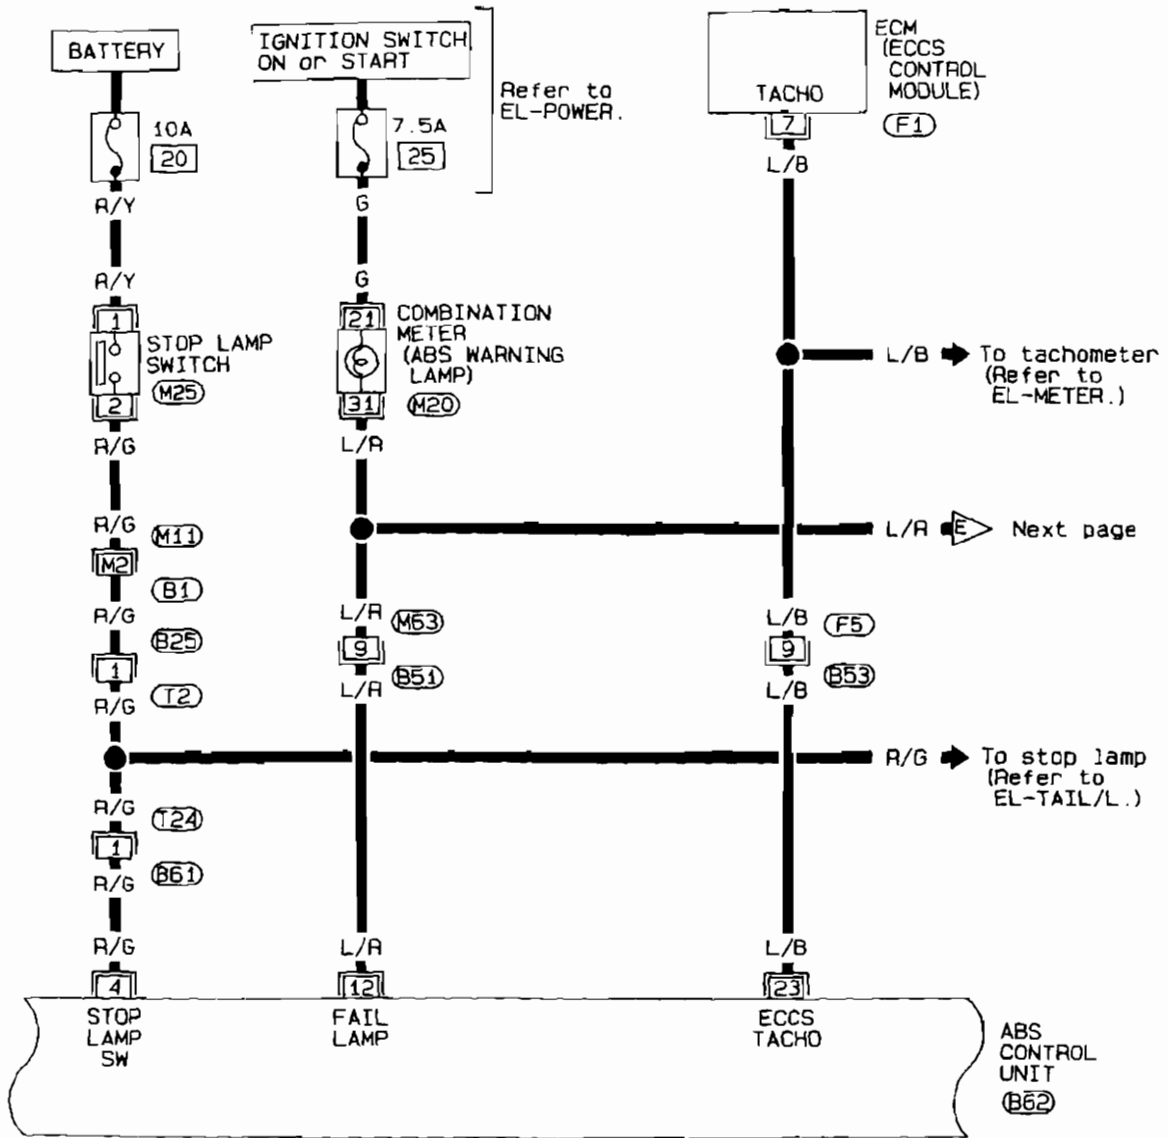 BATTERY
10A
20
R/Y
R/Y
1
STOP LAMP
SWITCH
M25
2
R/G
R/G
M11
M2
B1
R/G
B25
1
T2
R/G
R/G
T24
1
B61
R/G
R/G
4
STOP
LAMP
SW
IGNITION SWITCH
ON or START
Refer to
EL-POWER.
7.5A
25
G
G
21
COMBINATION
METER
(ABS WARNING
LAMP)
31
M20
L/R
L/R
E
Next page
L/R
M63
9
B51
L/R
L/R
12
FAIL
LAMP
ECM
(ECCS
CONTROL
MODULE)
TACHO
7
F1
L/B
L/B
To tachometer
(Refer to
EL-METER.)
L/B
F5
9
B53
L/B
R/G
To stop lamp
(Refer to
EL-TAIL/L.)
L/B
23
ECCS
TACHO
ABS
CONTROL
UNIT
B62